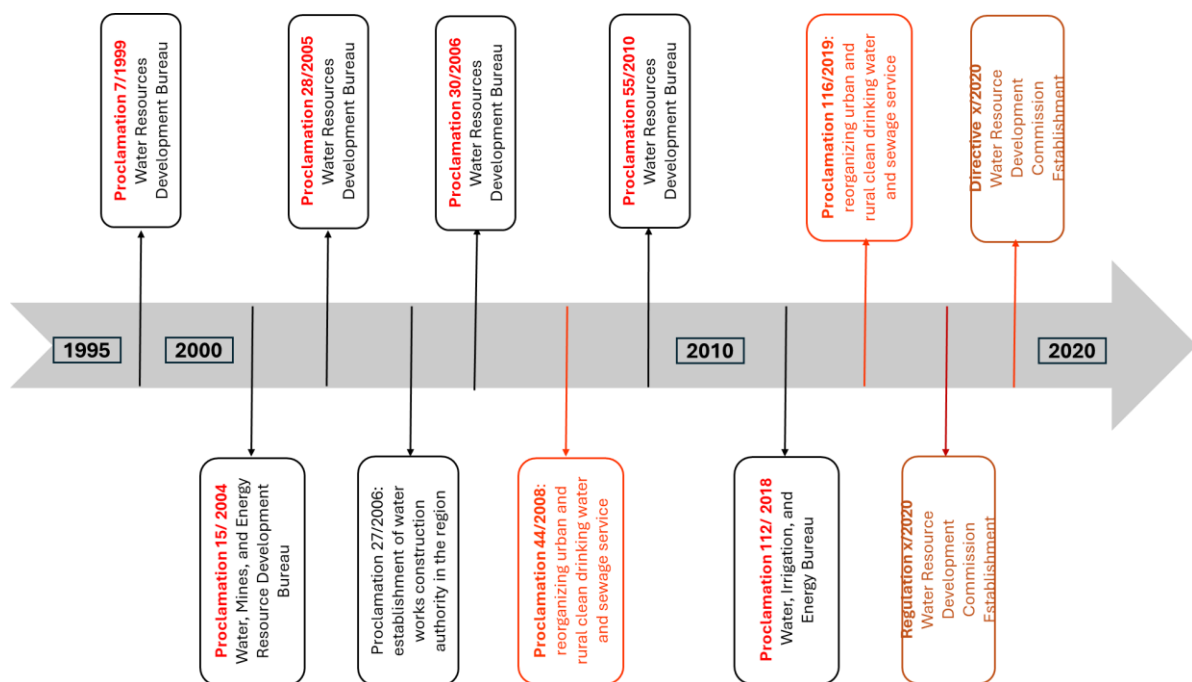 Proclamation 7/1999
Water Resources
Development Bureau
Proclamation 28/2005
Water Resources
Development Bureau
Proclamation 30/2006
Water Resources
Development Bureau
Proclamation 55/2010
Water Resources
Development Bureau
Proclamation 116/2019:
reorganizing urban and
rural clean drinking water
and sewage service
Directive x/2020
Water Resource
Development
Commission
Establishment
1995
2000
2010
2020
Proclamation 15/ 2004
Water, Mines, and Energy
Resource Development
Bureau
Proclamation 27/2006:
establishment of water
works construction
authority in the region
Proclamation 44/2008:
reorganizing urban and
rural clean drinking water
and sewage service
Proclamation 112/ 2018
Water, Irrigation, and
Energy Bureau
Regulation x/2020
Water Resource
Development
Commission
Establishment